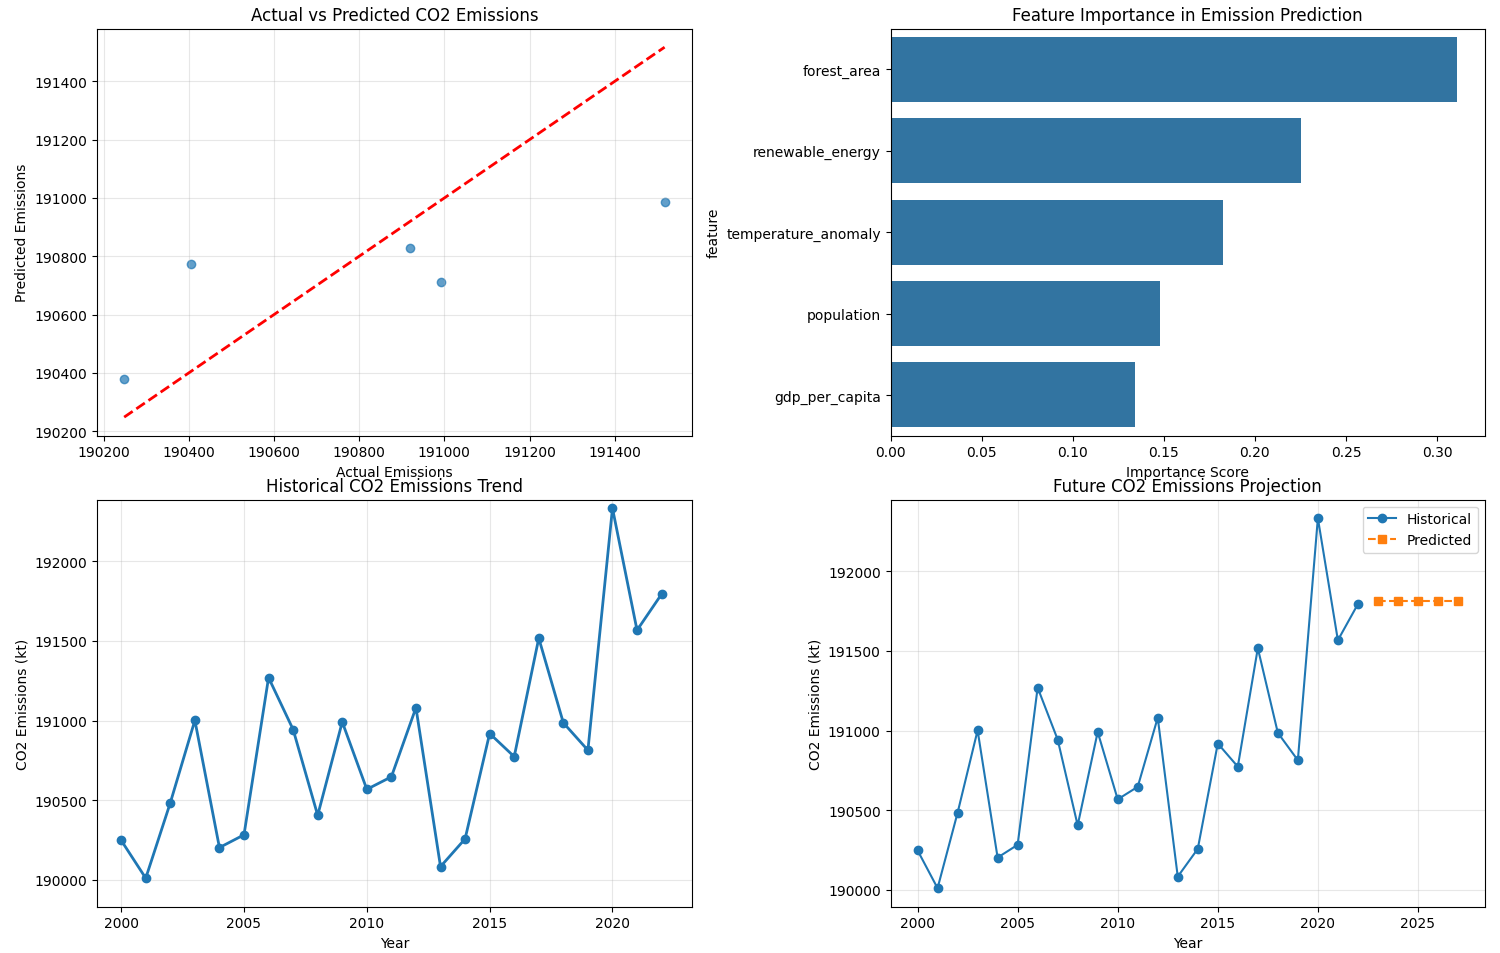 Actual vs Predicted CO2 Emissions
Predicted Emissions
191400
191200
191000
190800
190600
190400
190200
190200 190400 190600 190800 191000 191200 191400
Actual Emissions
Feature Importance in Emission Prediction
feature
forest_area
renewable_energy
temperature_anomaly
population
gdp_per_capita
0.00 0.05 0.10 0.15 0.20 0.25 0.30
Importance Score
Historical CO2 Emissions Trend
CO2 Emissions (kt)
192000
191500
191000
190500
190000
2000 2005 2010 2015 2020
Year
Future CO2 Emissions Projection
Historical
Predicted
CO2 Emissions (kt)
192000
191500
191000
190500
190000
2000 2005 2010 2015 2020 2025
Year